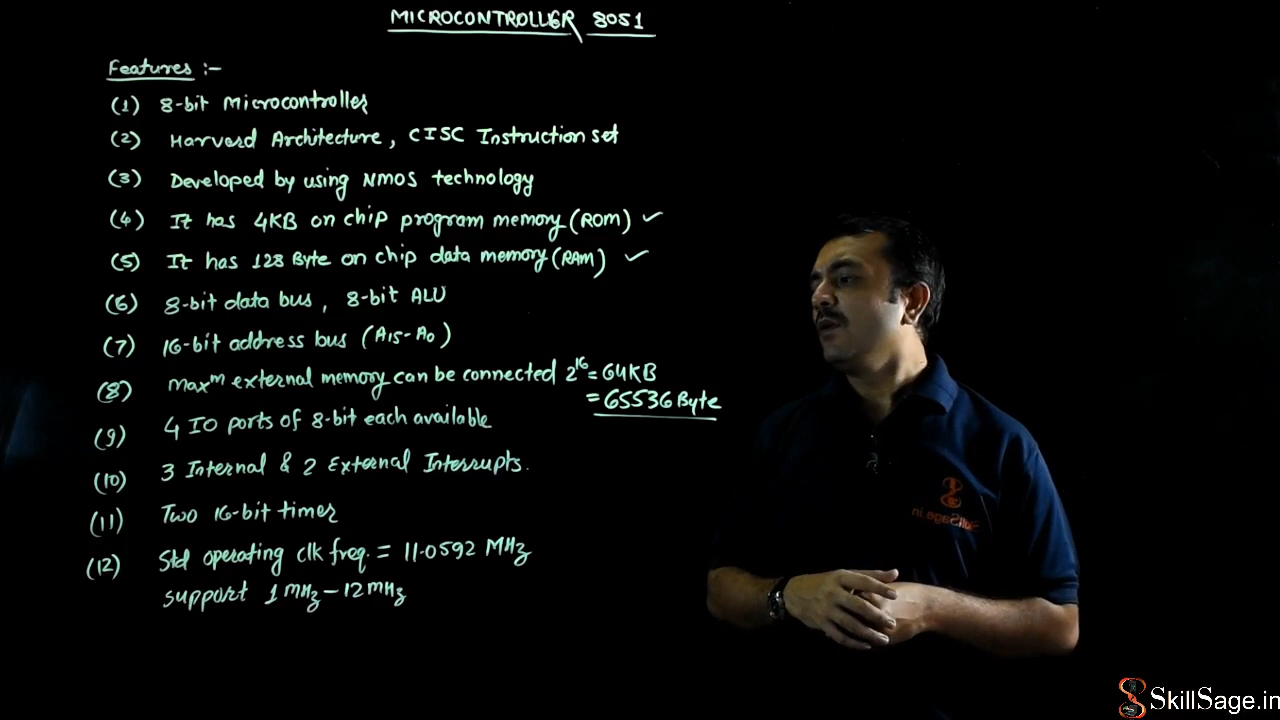 MICROCONTROLLER 8051
Features :-
(1) 8-bit Microcontroller
(2) Harvard Architecture, CISC Instruction set
(3) Developed by using NMOS technology
(4) It has 4KB on chip program memory (ROM) ✓
(5) It has 128 Byte on chip data memory (RAM) ✓
(6) 8-bit data bus, 8-bit ALU
(7) 16-bit address bus (A15-A0)
(8) Maxᵐ external memory can be connected 2¹⁶ = 64KB
= 65536 Byte
(9) 4 IO ports of 8-bit each available
(10) 3 Internal & 2 External Interrupts.
(11) Two 16-bit timer
(12) Std operating clk freq. = 11.0592 MHz
support 1 MHz - 12 MHz
SkillSage.in
SkillSage.in